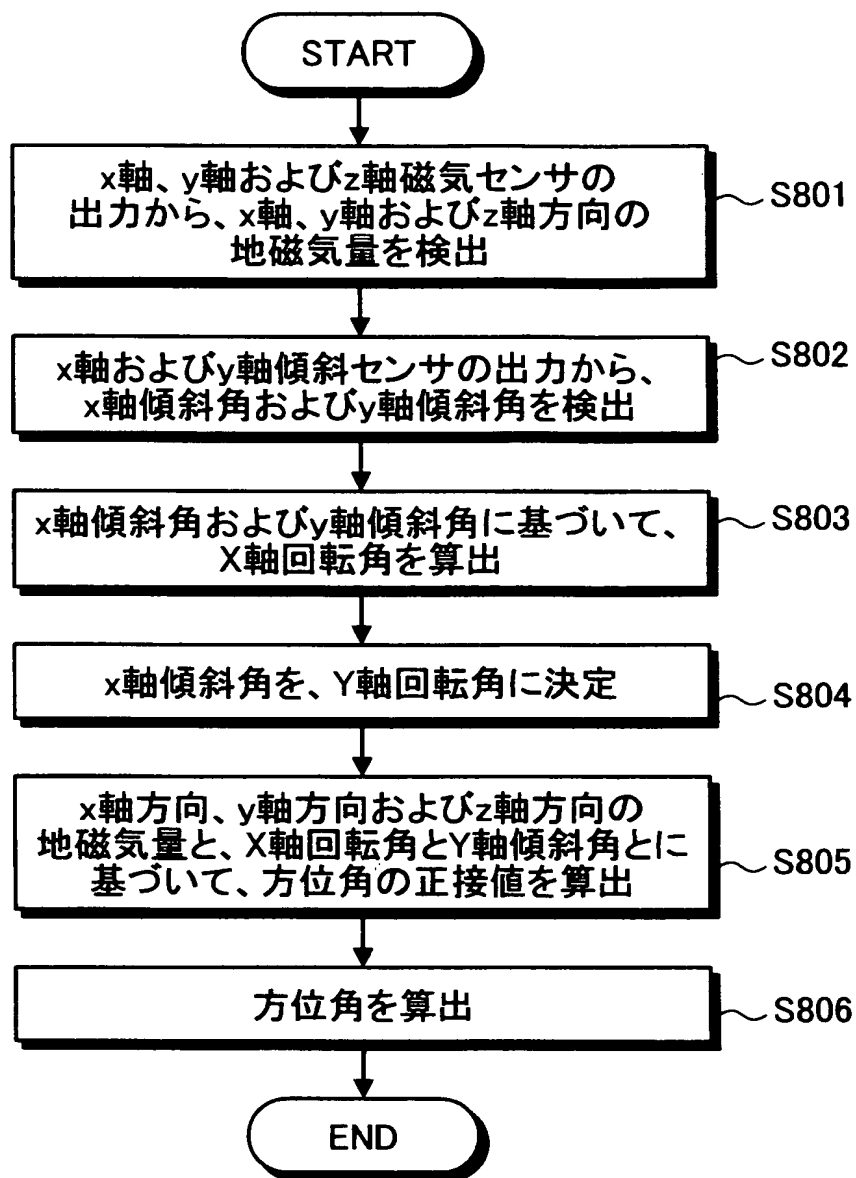 START
x軸、y軸およびz軸磁気センサの
出力から、x軸、y軸およびz軸方向の
地磁気量を検出
S801
x軸およびy軸傾斜センサの出力から、
x軸傾斜角およびy軸傾斜角を検出
S802
x軸傾斜角およびy軸傾斜角に基づいて、
X軸回転角を算出
S803
x軸傾斜角を、Y軸回転角に決定
S804
x軸方向、y軸方向およびz軸方向の
地磁気量と、X軸回転角とY軸傾斜角とに
基づいて、方位角の正接値を算出
S805
方位角を算出
S806
END